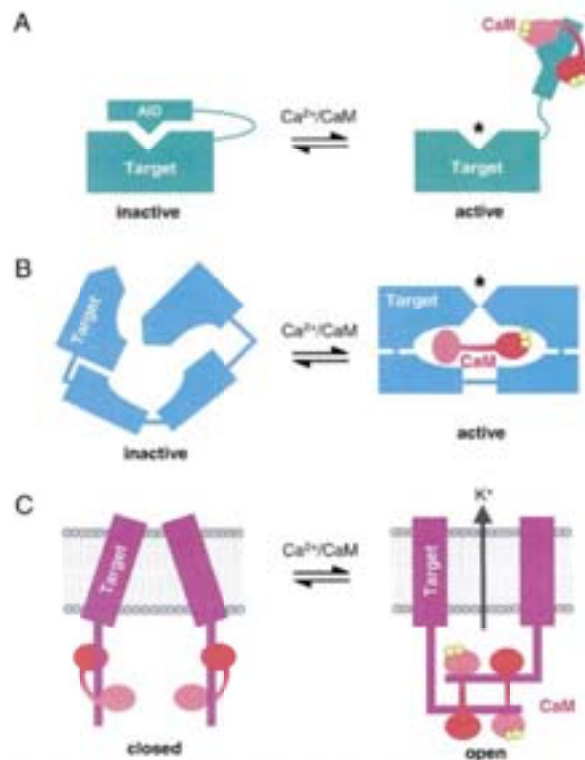 A
CaM
AID
Ca²⁺/CaM
Target
★
Target
inactive
active
B
Target
★
Target
Ca²⁺/CaM
CaM
inactive
active
C
K⁺
Ca²⁺/CaM
Target
Target
CaM
closed
open